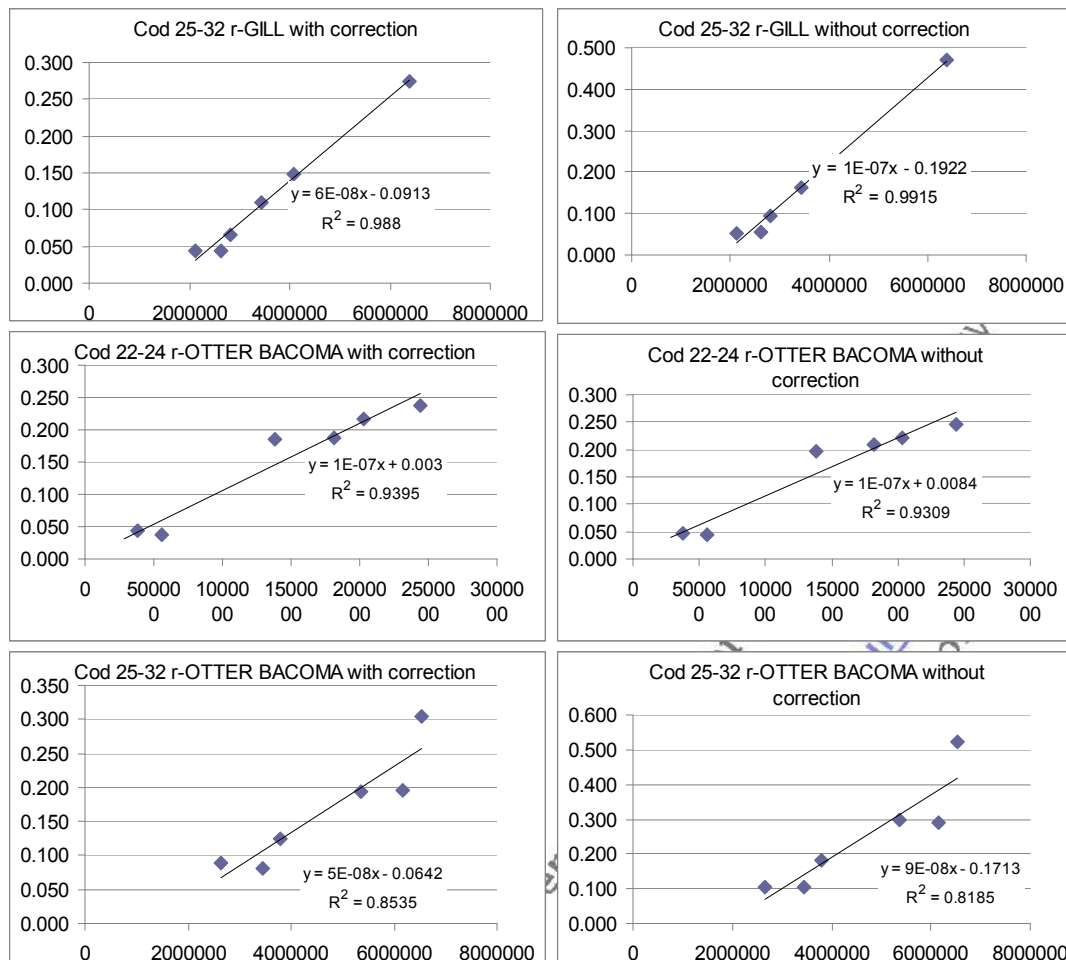 Cod 25-32 r-GILL with correction
0.300
0.250
0.200
0.150
0.100
0.050
0.000
y = 6E-08x - 0.0913
R² = 0.988
0 2000000 4000000 6000000 8000000
Cod 25-32 r-GILL without correction
0.500
0.400
0.300
0.200
0.100
0.000
y = 1E-07x - 0.1922
R² = 0.9915
0 2000000 4000000 6000000 8000000
Cod 22-24 r-OTTER BACOMA with correction
0.300
0.250
0.200
0.150
0.100
0.050
0.000
y = 1E-07x + 0.003
R² = 0.9395
0 50000 10000 15000 20000 25000 30000
0 00 00 00 00 00
Cod 22-24 r-OTTER BACOMA without
correction
0.300
0.250
0.200
0.150
0.100
0.050
0.000
y = 1E-07x + 0.0084
R² = 0.9309
0 50000 10000 15000 20000 25000 30000
0 00 00 00 00 00
Cod 25-32 r-OTTER BACOMA with correction
0.350
0.300
0.250
0.200
0.150
0.100
0.050
0.000
y = 5E-08x - 0.0642
R² = 0.8535
0 2000000 4000000 6000000 8000000
Cod 25-32 r-OTTER BACOMA without
correction
0.600
0.500
0.400
0.300
0.200
0.100
0.000
y = 9E-08x - 0.1713
R² = 0.8185
0 2000000 4000000 6000000 8000000